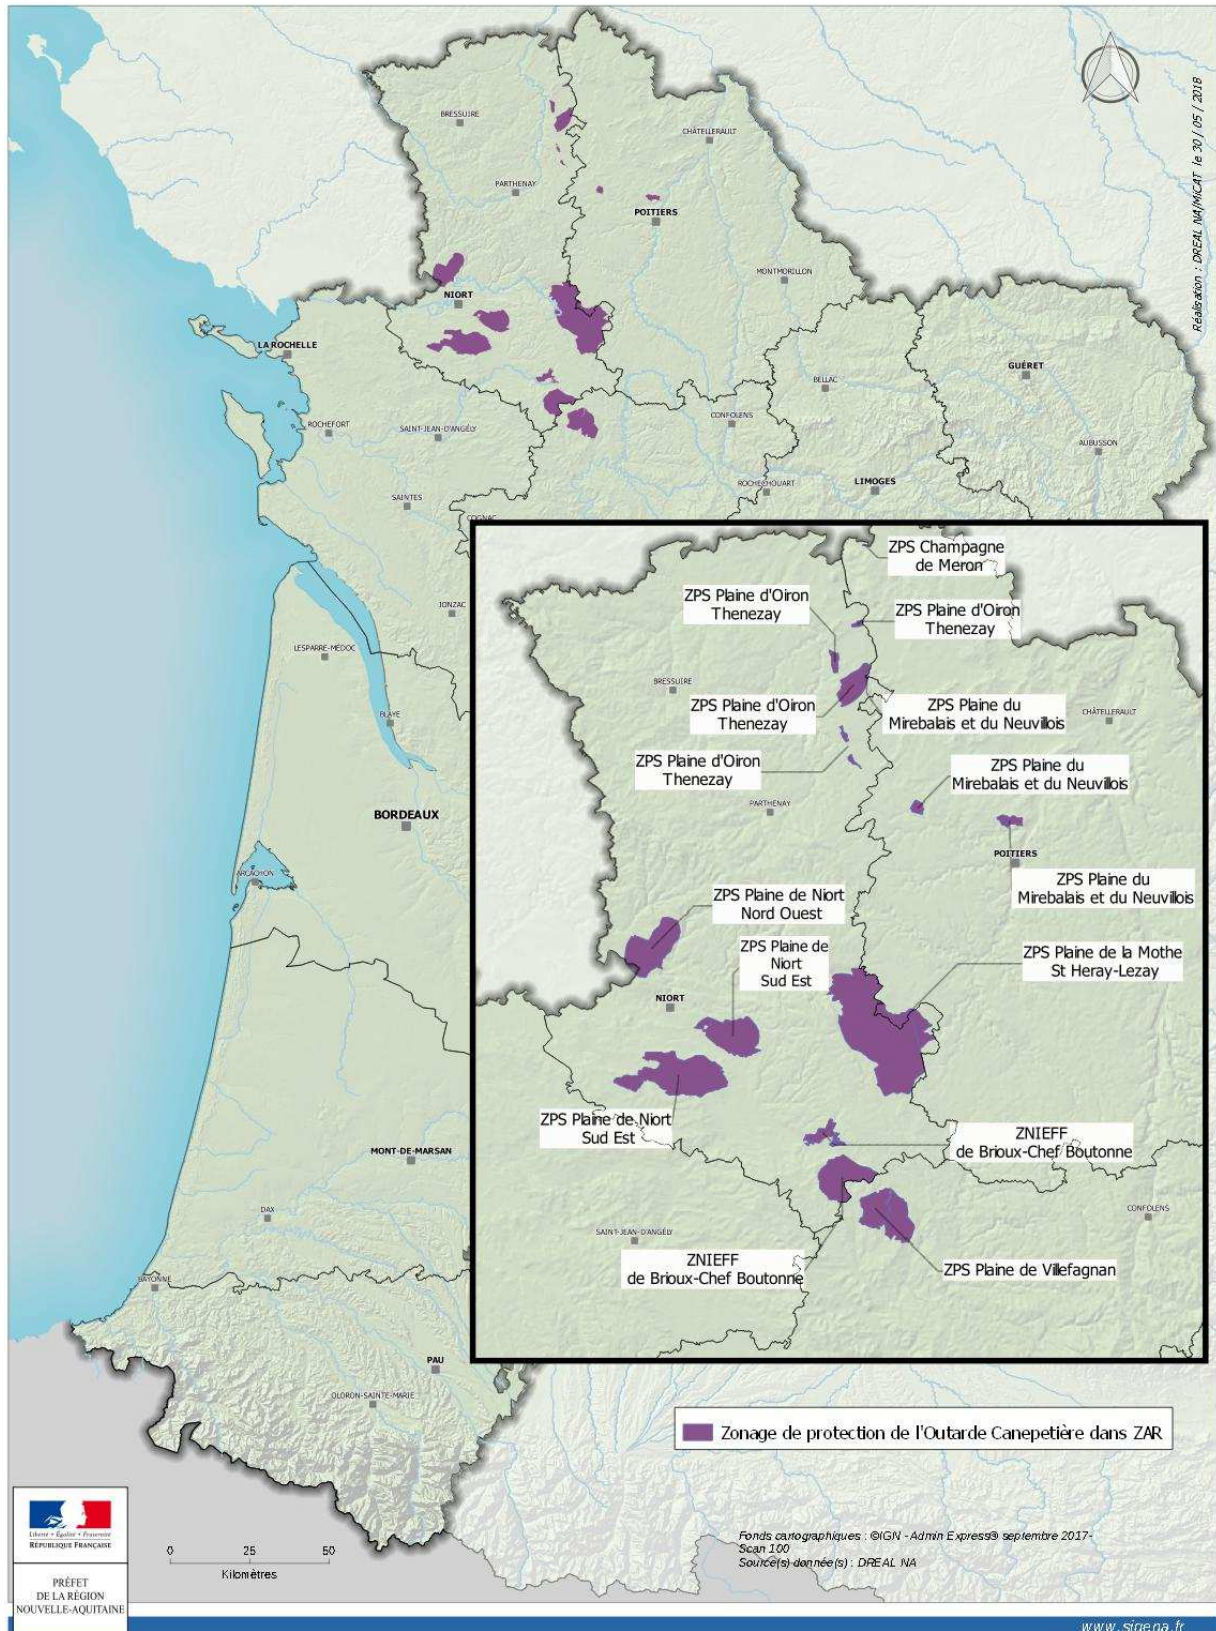 BRESSUIRE
CHÂTELLERAULT
PARTHENAY
POITIERS
MONTMORILLON
NIORT
LA ROCHELLE
GUÉRET
BELLAC
ROCHEFORT
SAINT-JEAN-D'ANGÉLY
CONFOLENS
AUBUSSON
ROCHECHOUART
LIMOGES
SAINTES
COGNAC
JONZAC
LESPARRE-MÉDOC
BLAYE
BORDEAUX
ARCACHON
MONT-DE-MARSAN
DAX
BAYONNE
PAU
OLORON-SAINTE-MARIE
Réalisation : DREAL NA/MiCAT le 30 / 05 / 2018
ZPS Champagne
de Meron
ZPS Plaine d'Oiron
Thenezay
ZPS Plaine d'Oiron
Thenezay
BRESSUIRE
ZPS Plaine d'Oiron
Thenezay
ZPS Plaine du
Mirebalais et du Neuvillois
CHÂTELLERAULT
ZPS Plaine d'Oiron
Thenezay
ZPS Plaine du
Mirebalais et du Neuvillois
PARTHENAY
POITIERS
ZPS Plaine du
Mirebalais et du Neuvillois
ZPS Plaine de Niort
Nord Ouest
ZPS Plaine de
Niort
Sud Est
ZPS Plaine de la Mothe
St Heray-Lezay
NIORT
ZPS Plaine de Niort
Sud Est
ZNIEFF
de Brioux-Chef Boutonne
CONFOLENS
SAINT-JEAN-D'ANGÉLY
ZNIEFF
de Brioux-Chef Boutonne
ZPS Plaine de Villefagnan
Zonage de protection de l'Outarde Canepetière dans ZAR
Liberté • Égalité • Fraternité
RÉPUBLIQUE FRANÇAISE
PRÉFET
DE LA RÉGION
NOUVELLE-AQUITAINE
0 25 50
Kilomètres
Fonds cartographiques : ©IGN - Admin Express® septembre 2017-
Scan 100
Source(s) donnée(s) : DREAL NA
www.sigena.fr